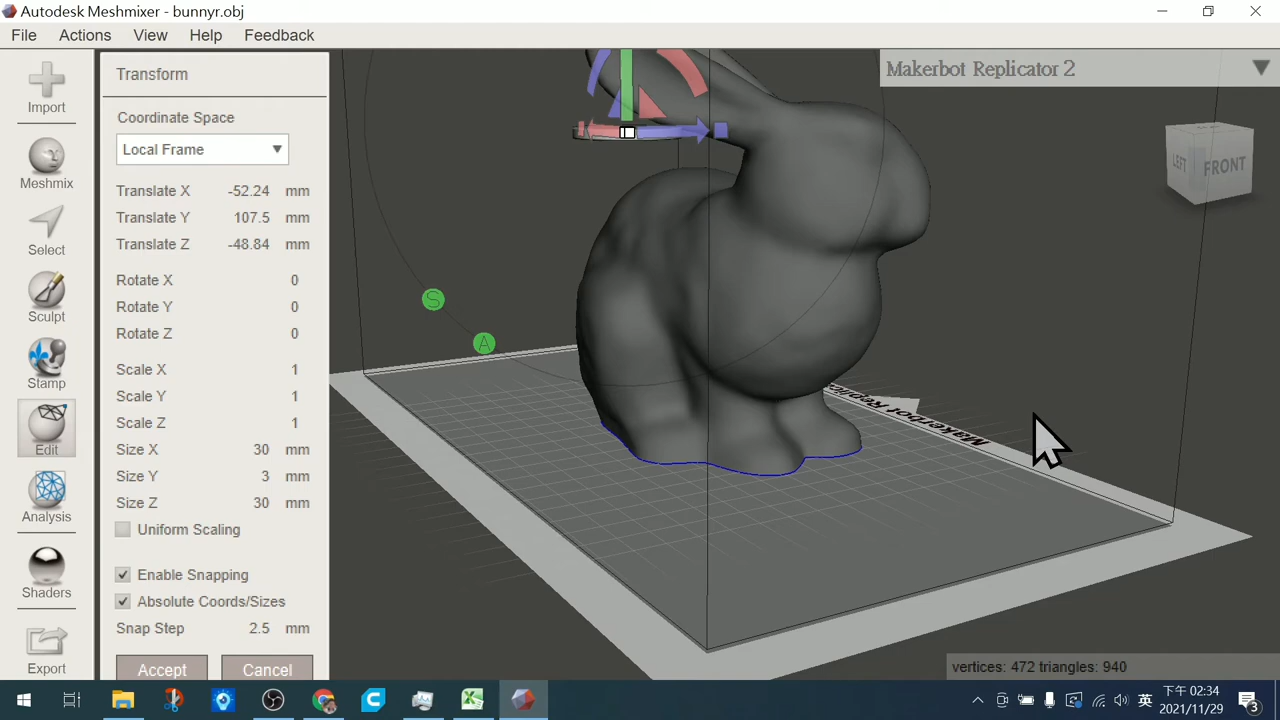 Autodesk Meshmixer - bunnyr.obj
File Actions View Help Feedback
Import
Meshmix
Select
Sculpt
Stamp
Edit
Analysis
Shaders
Export
Transform
Coordinate Space
Local Frame
Translate X -52.24 mm
Translate Y 107.5 mm
Translate Z -48.84 mm
Rotate X 0
Rotate Y 0
Rotate Z 0
Scale X 1
Scale Y 1
Scale Z 1
Size X 30 mm
Size Y 3 mm
Size Z 30 mm
Uniform Scaling
Enable Snapping
Absolute Coords/Sizes
Snap Step 2.5 mm
Accept Cancel
Makerbot Replicator 2
LEFT FRONT
S
A
Makerbot
vertices: 472 triangles: 940
英
下午 02:34
2021/11/29
3